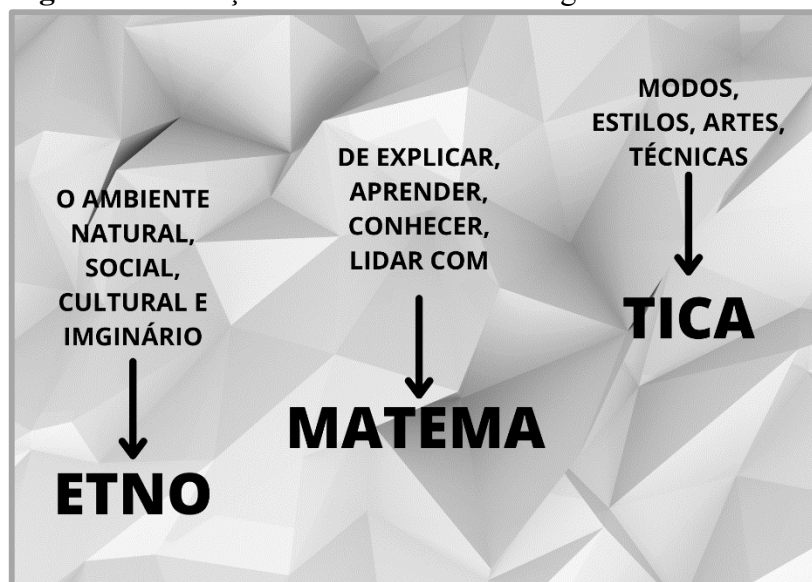 O AMBIENTE
NATURAL,
SOCIAL,
CULTURAL E
IMGINÁRIO
ETNO
DE EXPLICAR,
APRENDER,
CONHECER,
LIDAR COM
MATEMA
MODOS,
ESTILOS, ARTES,
TÉCNICAS
TICA